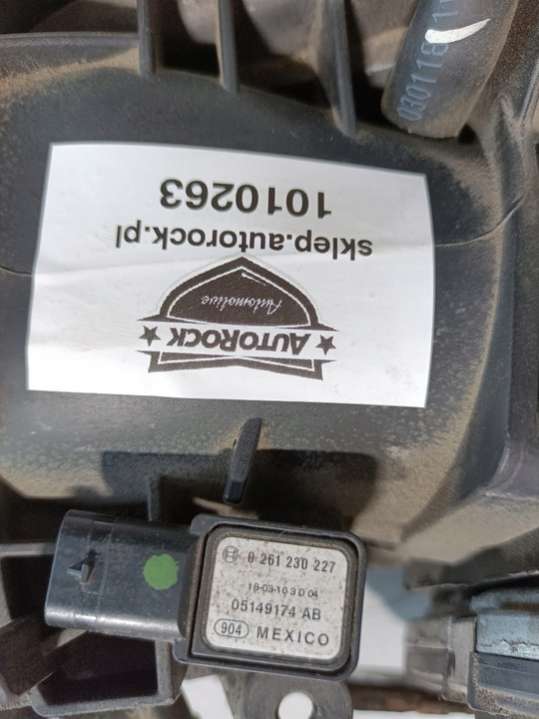 AUTOROCK
Automotive
sklep.autorock.pl
1010263
0 261 230 227
05149174 AB
904 MEXICO